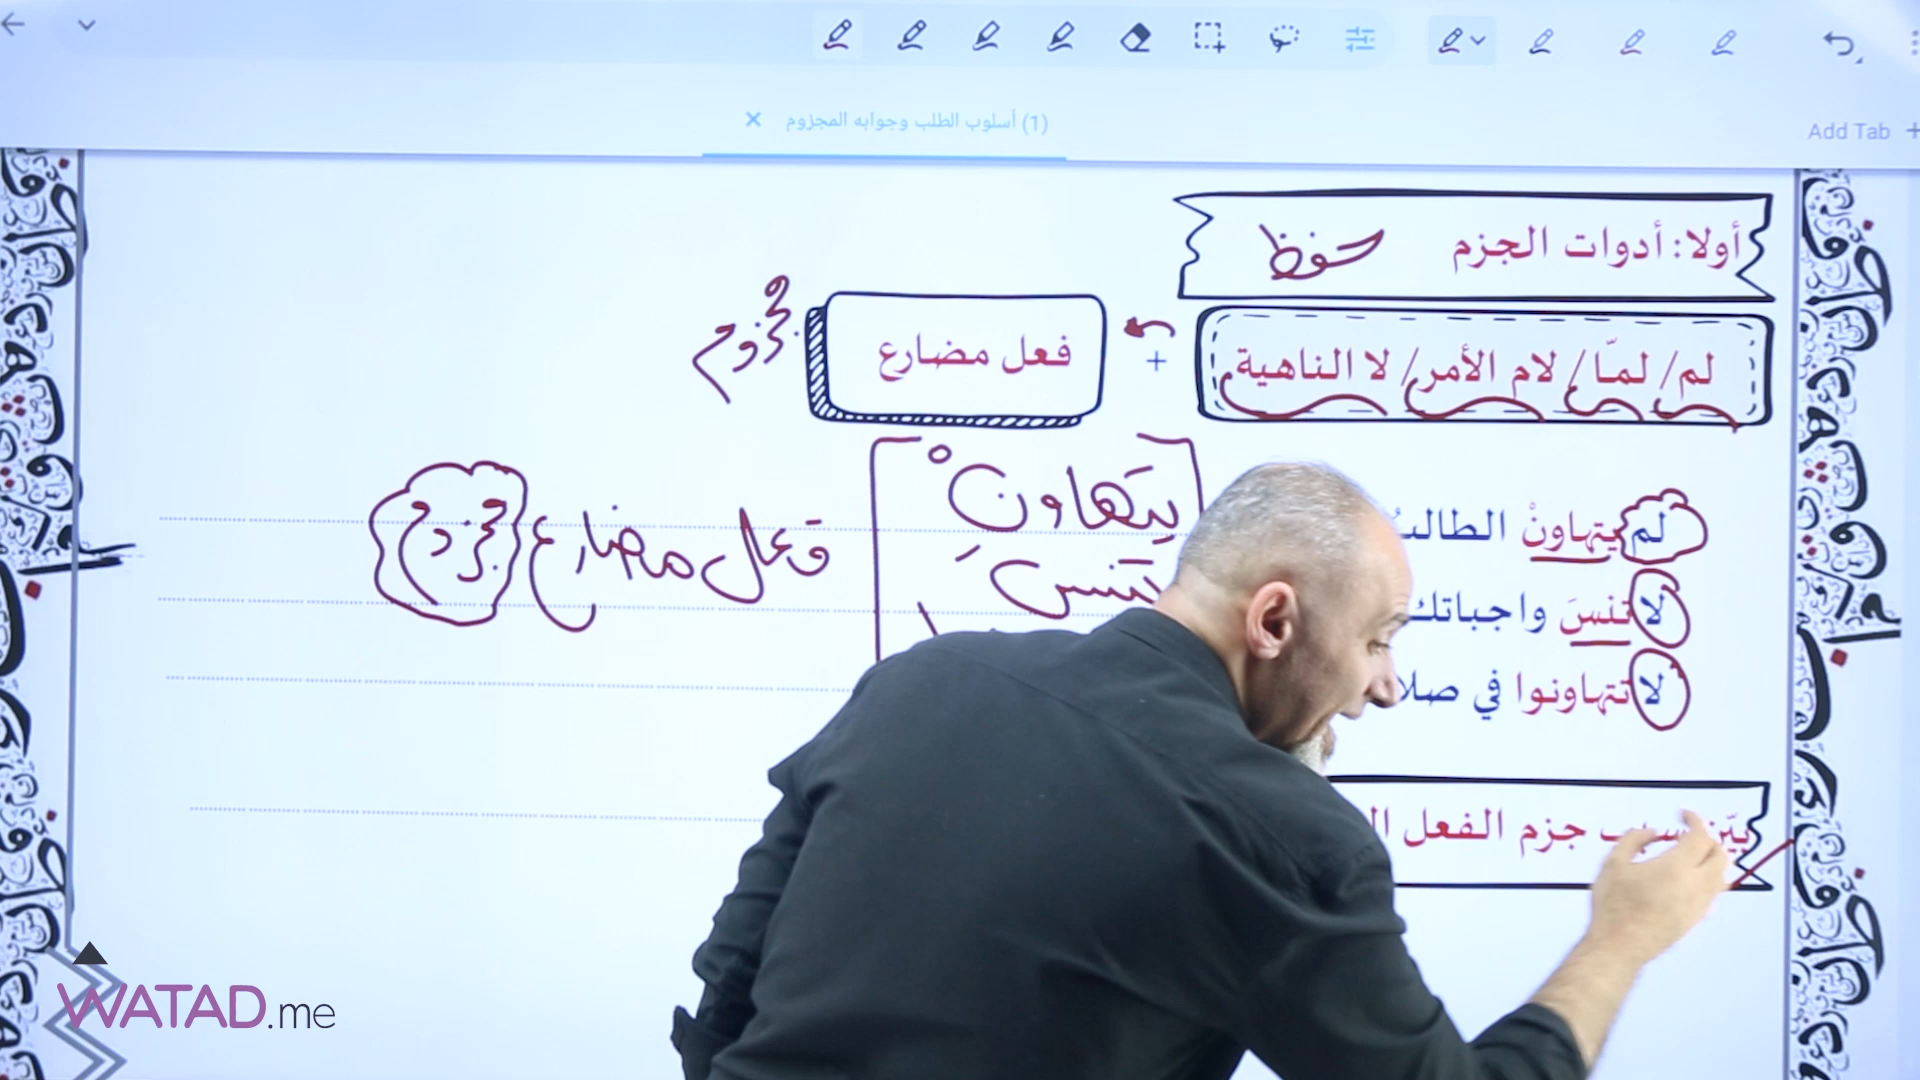 (1) أسلوب الطلب وجوابه المجزوم
Add Tab
أولا: أدوات الجزم حفظ
لم/ لمّا/ لام الأمر/ لا الناهية + فعل مضارع مجزوم
لم يتهاونْ الطالب يتهاونْ
لا تنسَ واجباتك تنسَ فعل مضارع مجزوم
لا تتهاونوا في
بيّن سبب جزم الفعل
WATAD.me